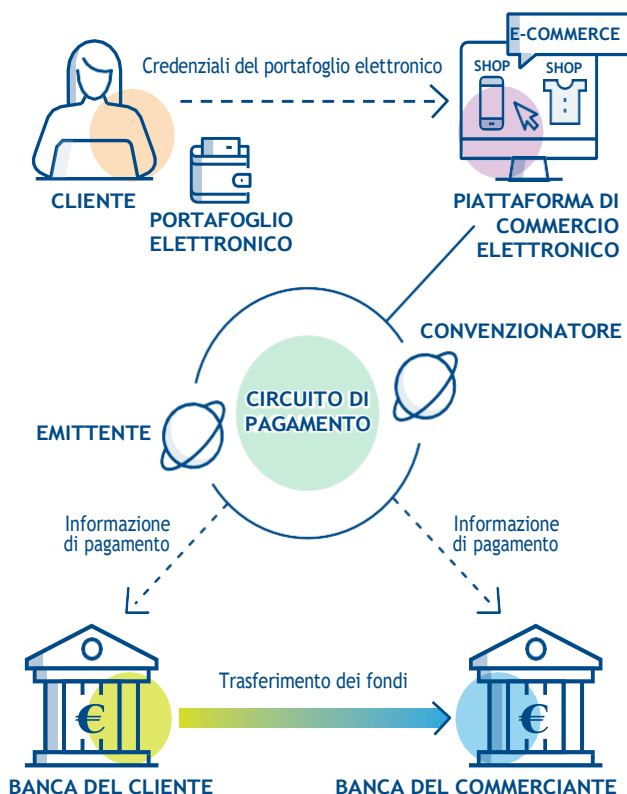 E-COMMERCE
Credenziali del portafoglio elettronico
SHOP
SHOP
CLIENTE
PORTAFOGLIO
ELETTRONICO
PIATTAFORMA DI
COMMERCIO
ELETTRONICO
CONVENZIONATORE
CIRCUITO DI
PAGAMENTO
EMITTENTE
Informazione
di pagamento
Informazione
di pagamento
Trasferimento dei fondi
€
€
BANCA DEL CLIENTE
BANCA DEL COMMERCIANTE